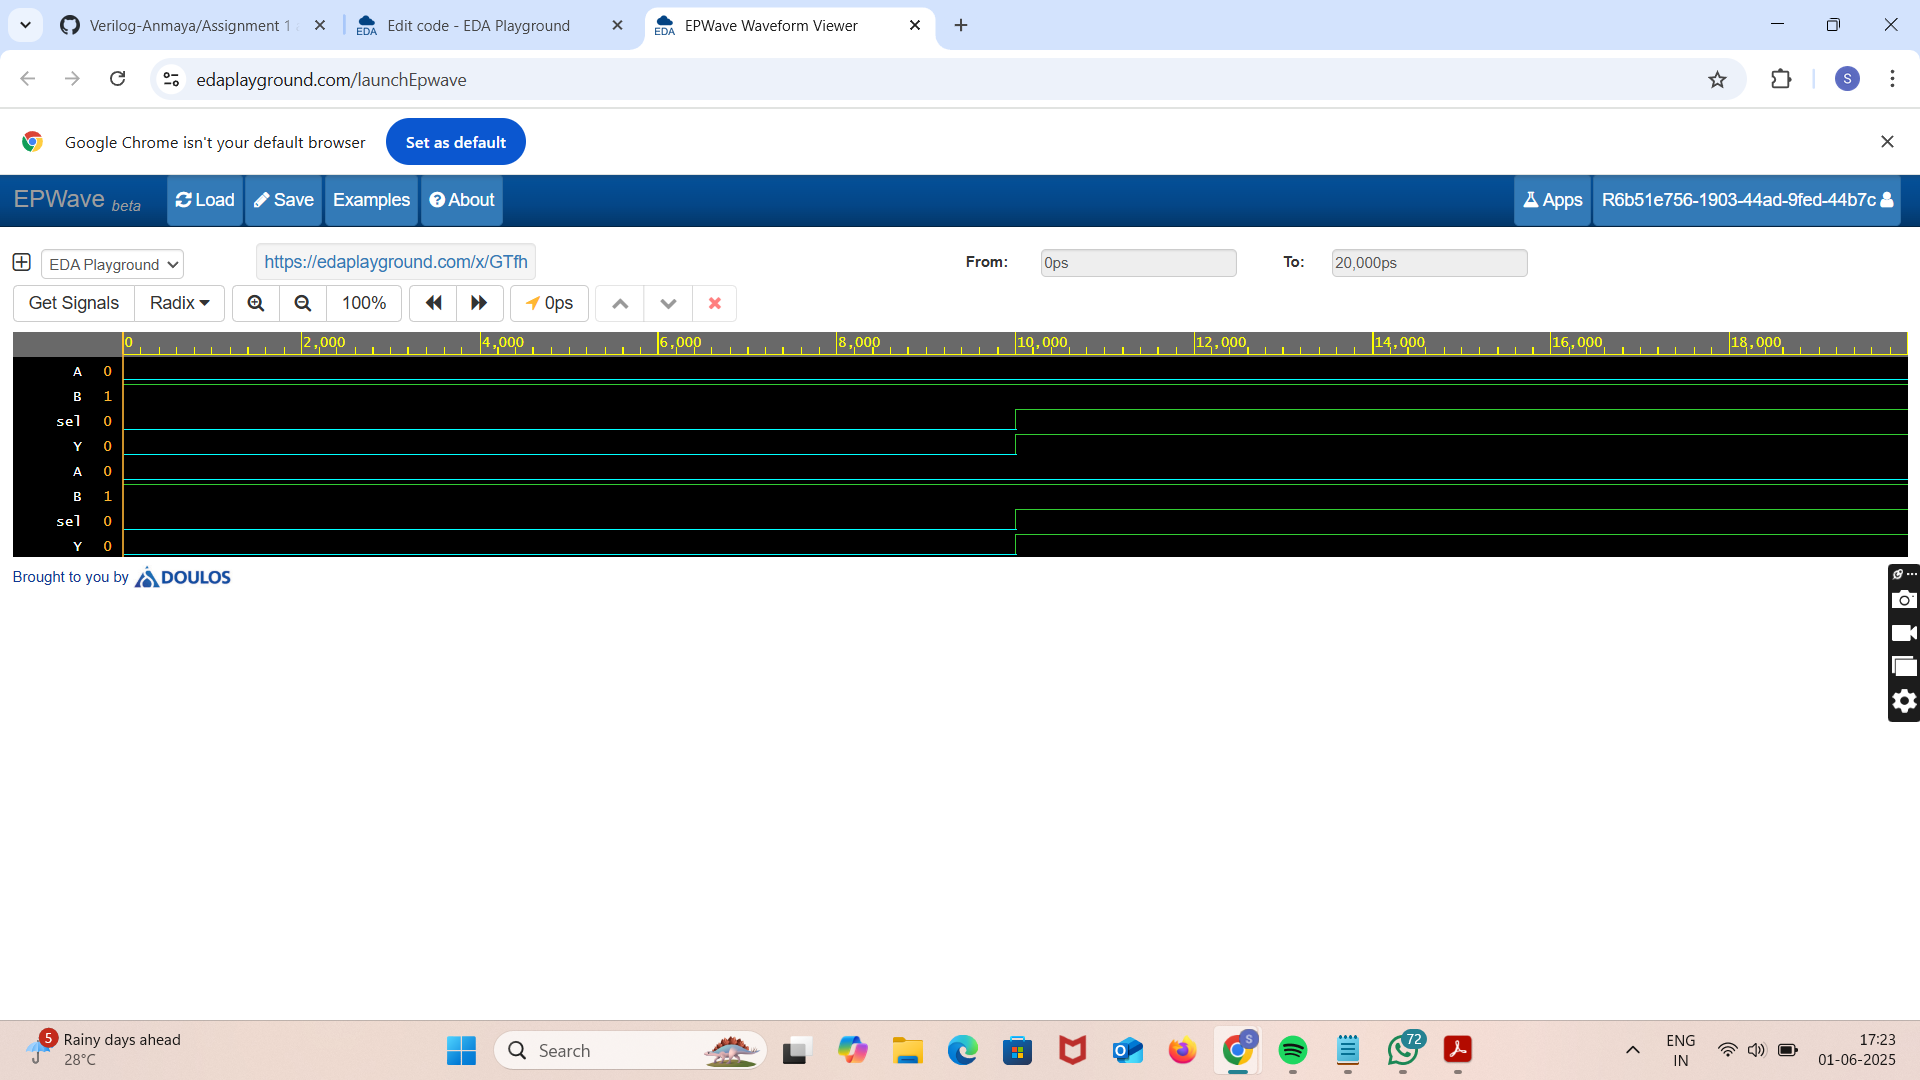 Verilog-Anmaya/Assignment 1
Edit code - EDA Playground
EPWave Waveform Viewer
edaplayground.com/launchEpwave
S
Google Chrome isn't your default browser
Set as default
EPWave beta
Load
Save
Examples
About
Apps
R6b51e756-1903-44ad-9fed-44b7c
EDA Playground
https://edaplayground.com/x/GTfh
From:
0ps
To:
20,000ps
Get Signals
Radix
100%
0ps
0 2,000 4,000 6,000 8,000 10,000 12,000 14,000 16,000 18,000
A 0
B 1
sel 0
Y 0
A 0
B 1
sel 0
Y 0
Brought to you by DOULOS
5
Rainy days ahead
28°C
Search
S
72
ENG
IN
17:23
01-06-2025